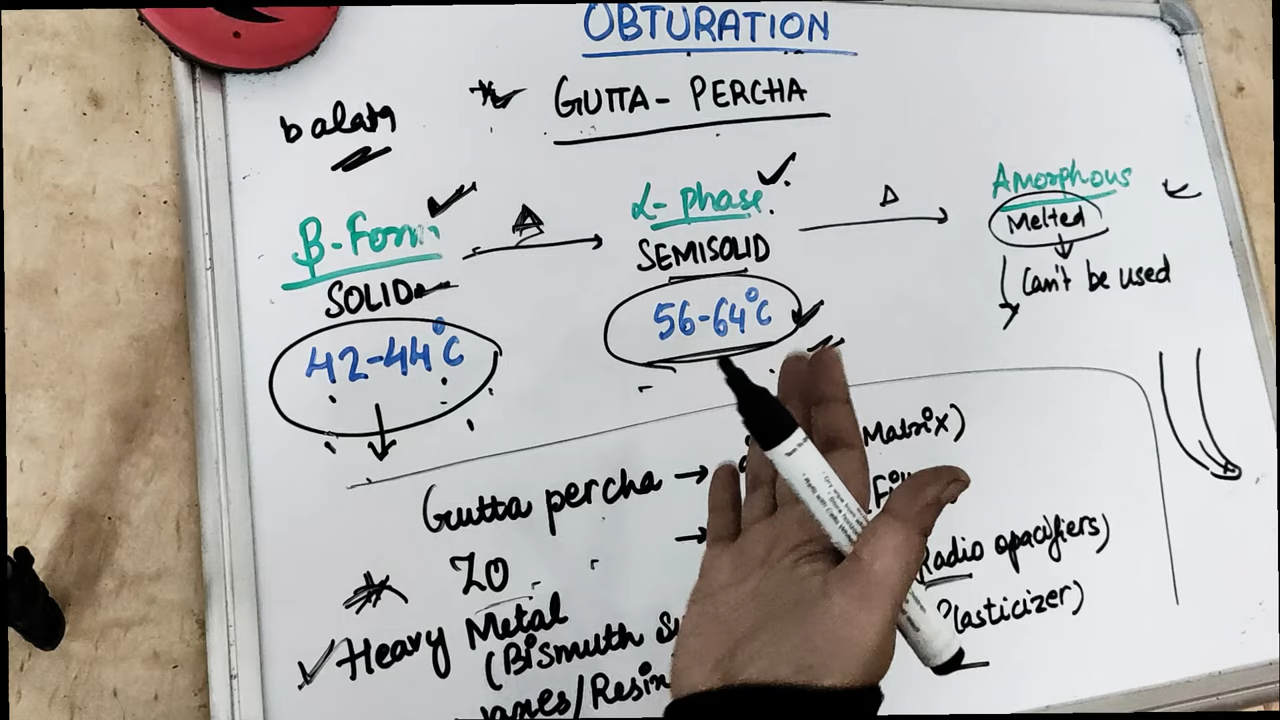 OBTURATION
GUTTA-PERCHA
balata
β-Form
SOLID
42-44°C
Δ
α-phase
SEMISOLID
56-64°C
Δ
Amorphous
Melted
Can't be used
Gutta percha → Matrix)
ZO →
Heavy Metal Radio opacifiers)
(Bismuth
/Resin Plasticizer)